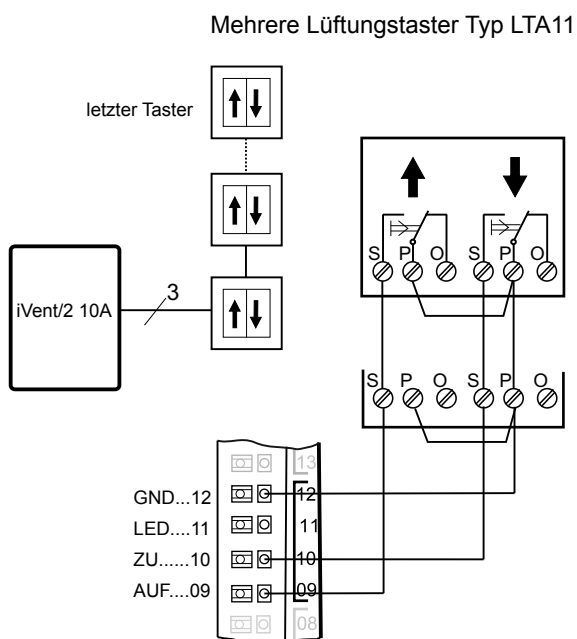 Mehrere Lüftungstaster Typ LTA11
letzter Taster
iVent/2 10A
3
S P O S P O
S P O S P O
13
GND...12 12
LED....11 11
ZU......10 10
AUF....09 09
08